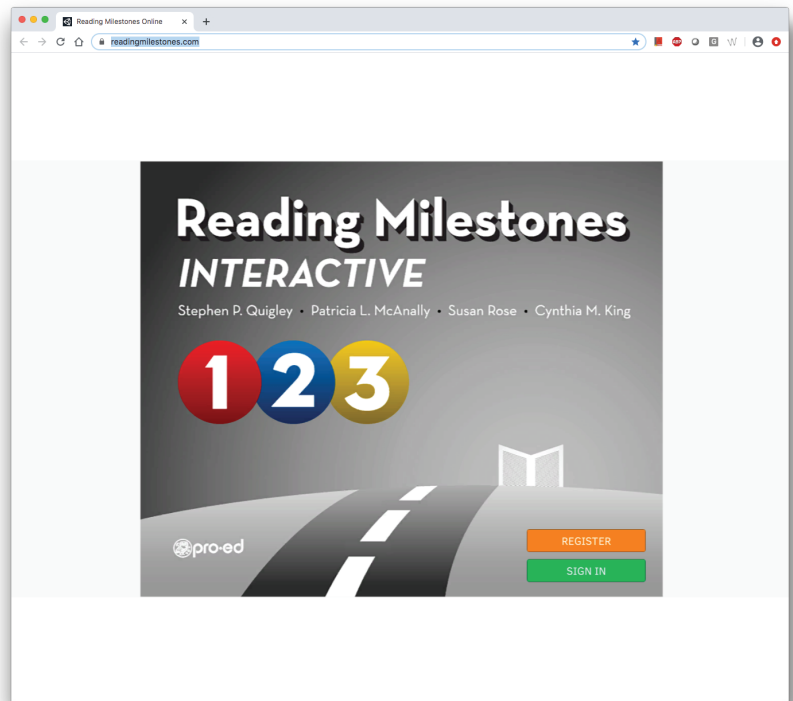 Reading Milestones Online
readingmilestones.com
Reading Milestones
INTERACTIVE
Stephen P. Quigley • Patricia L. McAnally • Susan Rose • Cynthia M. King
1 2 3
pro-ed
REGISTER
SIGN IN